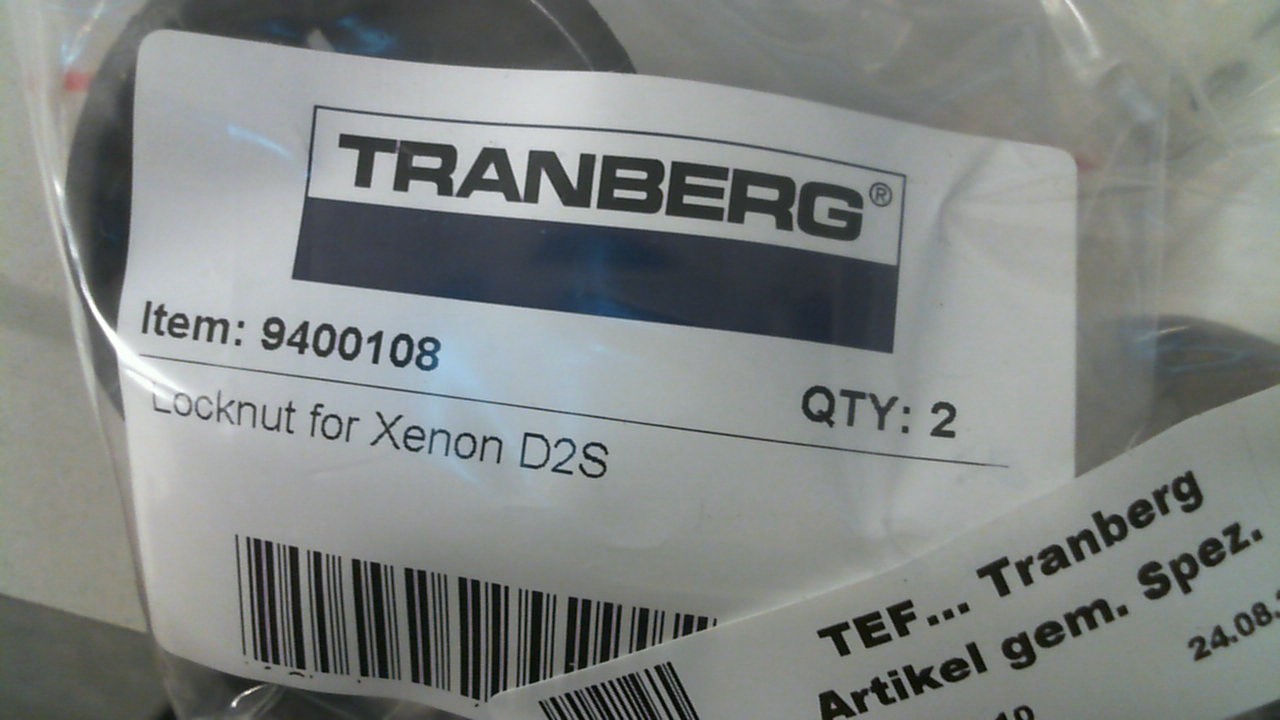 TRANBERG®
Item: 9400108
QTY: 2
Locknut for Xenon D2S
TEF... Tranberg
Artikel gem. Spez.
24.08.